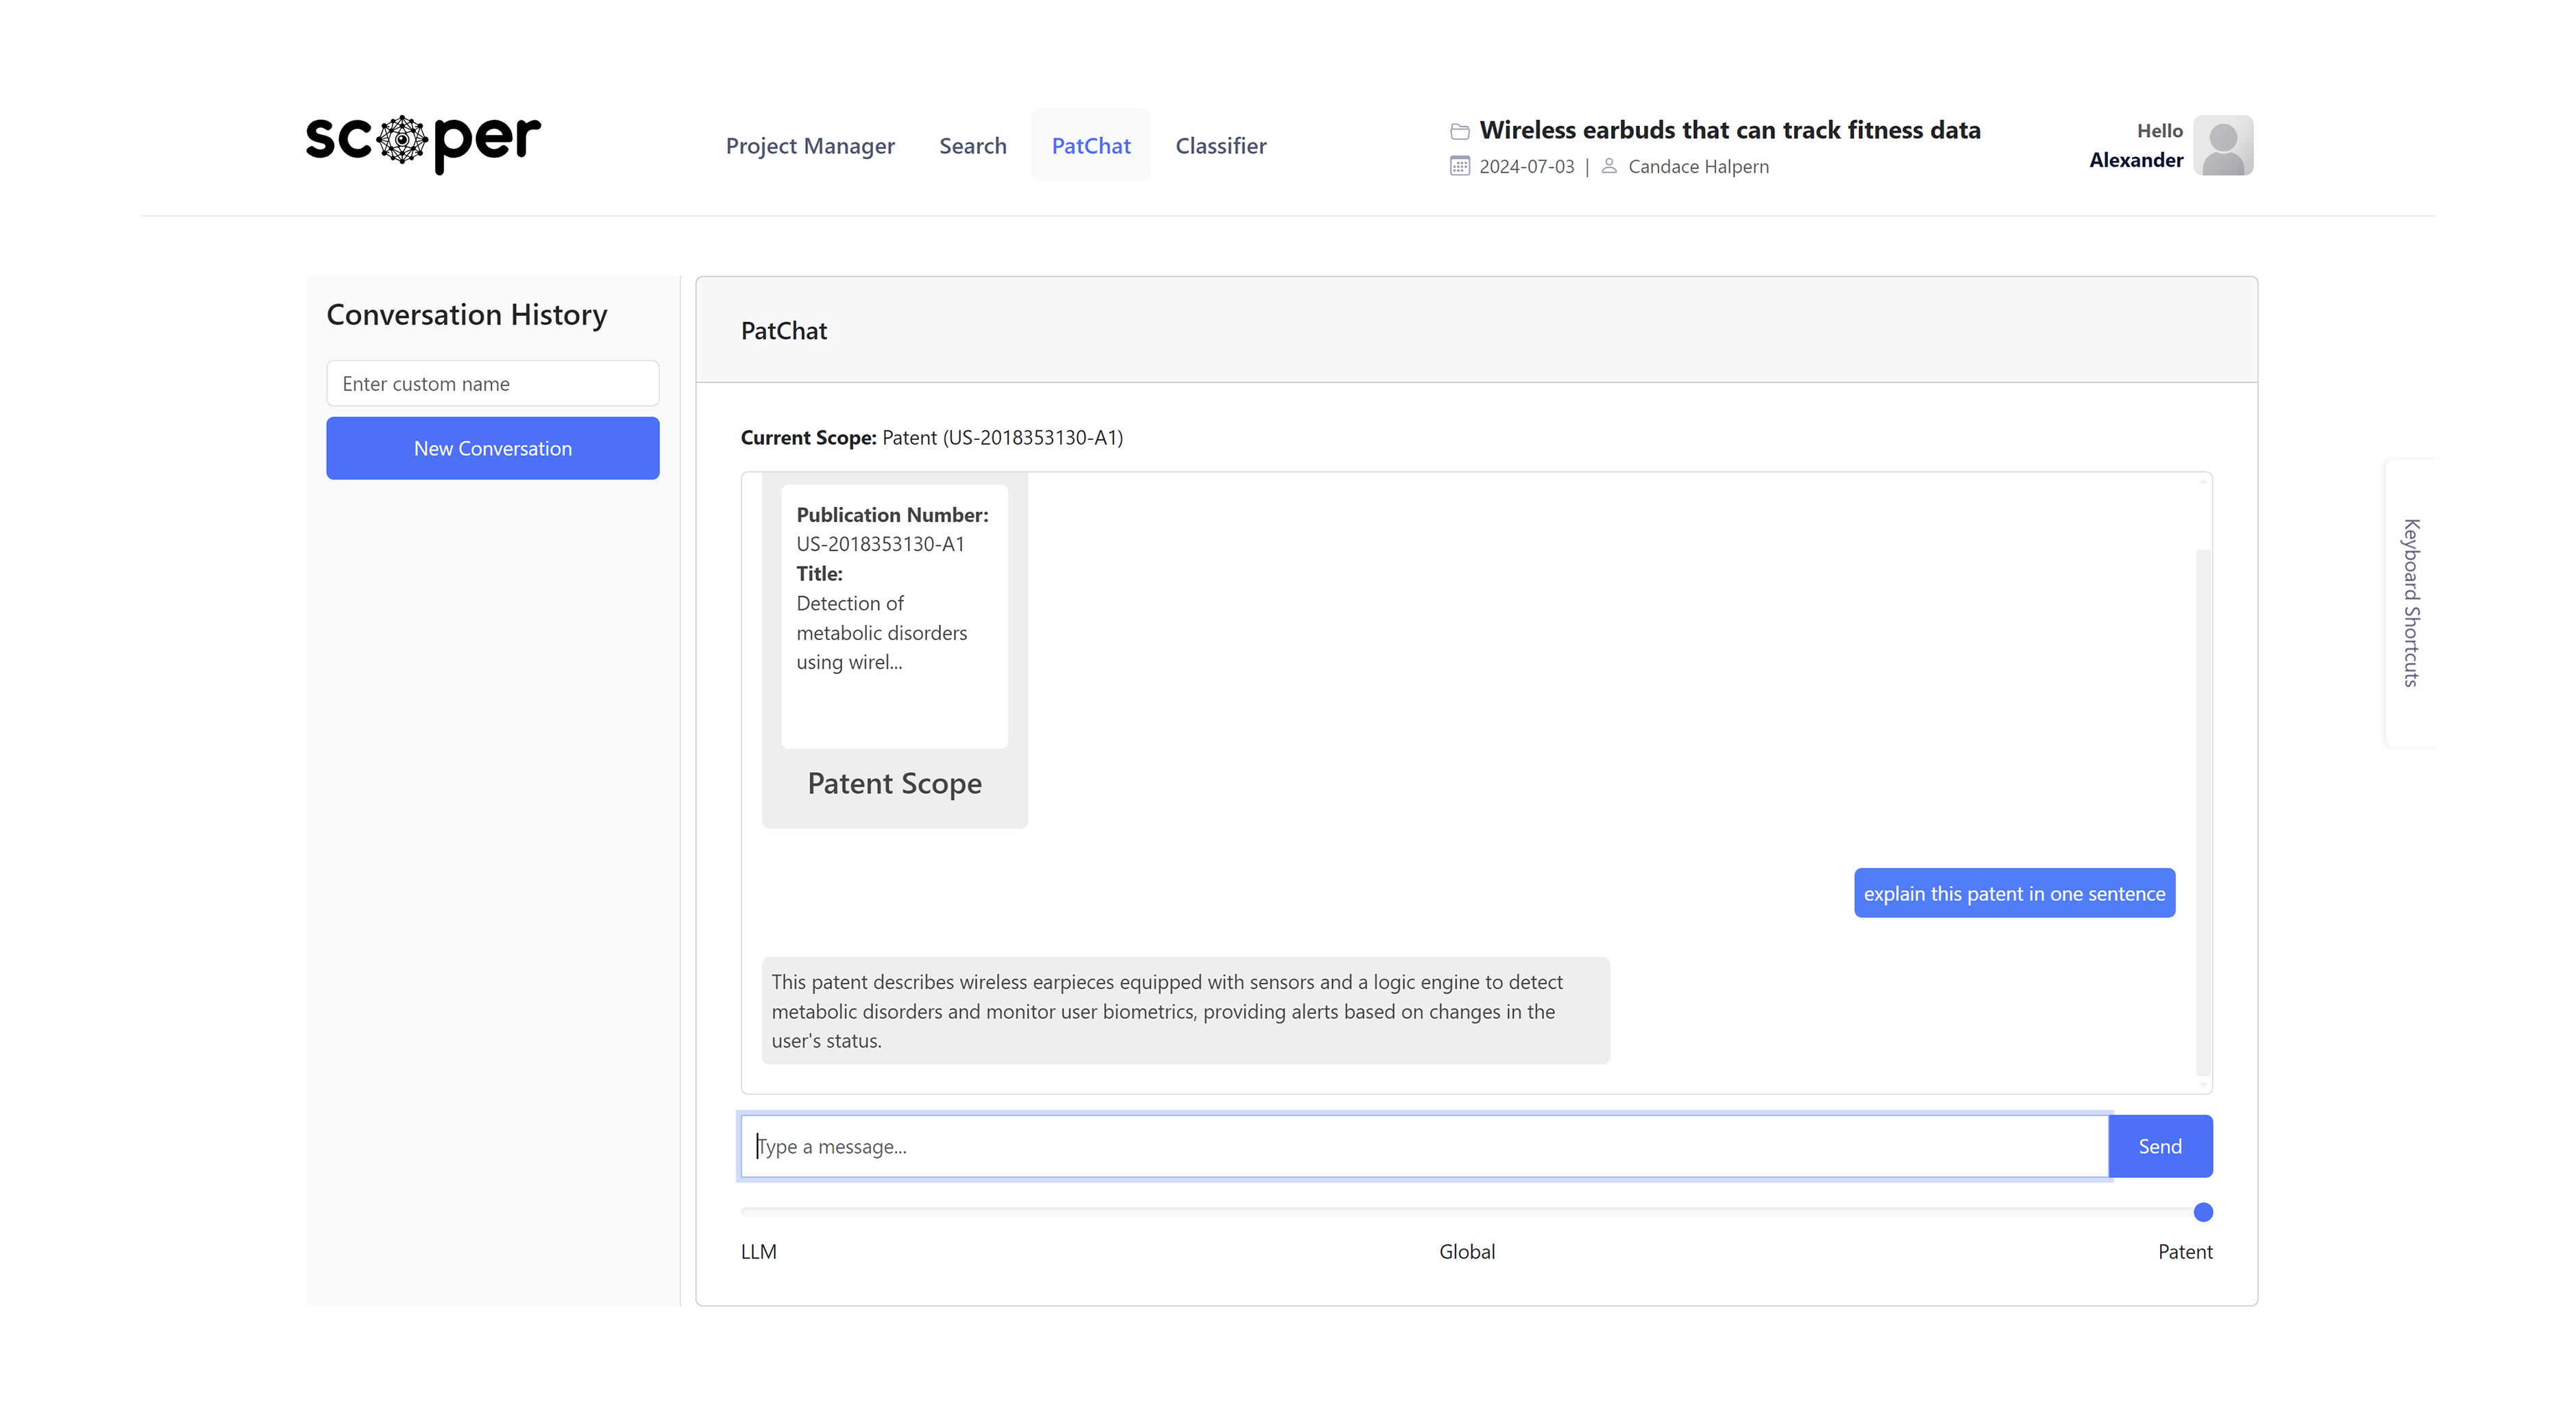 scoper
Project Manager
Search
PatChat
Classifier
Wireless earbuds that can track fitness data
2024-07-03 | Candace Halpern
Hello
Alexander
Conversation History
Enter custom name
New Conversation
PatChat
Current Scope: Patent (US-2018353130-A1)
Publication Number:
US-2018353130-A1
Title:
Detection of
metabolic disorders
using wirel...
Patent Scope
explain this patent in one sentence
This patent describes wireless earpieces equipped with sensors and a logic engine to detect
metabolic disorders and monitor user biometrics, providing alerts based on changes in the
user's status.
Type a message...
Send
LLM
Global
Patent
Keyboard Shortcuts